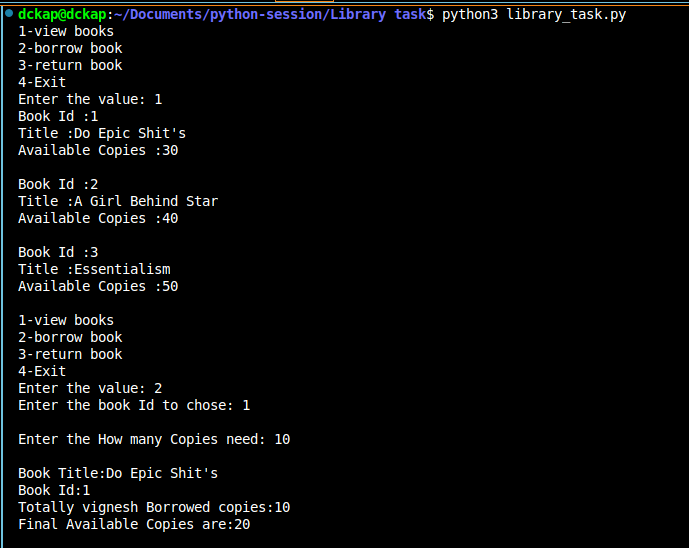 dckap@dckap:~/Documents/python-session/Library task$ python3 library_task.py
1-view books
2-borrow book
3-return book
4-Exit
Enter the value: 1
Book Id :1
Title :Do Epic Shit's
Available Copies :30
Book Id :2
Title :A Girl Behind Star
Available Copies :40
Book Id :3
Title :Essentialism
Available Copies :50
1-view books
2-borrow book
3-return book
4-Exit
Enter the value: 2
Enter the book Id to chose: 1
Enter the How many Copies need: 10
Book Title:Do Epic Shit's
Book Id:1
Totally vignesh Borrowed copies:10
Final Available Copies are:20